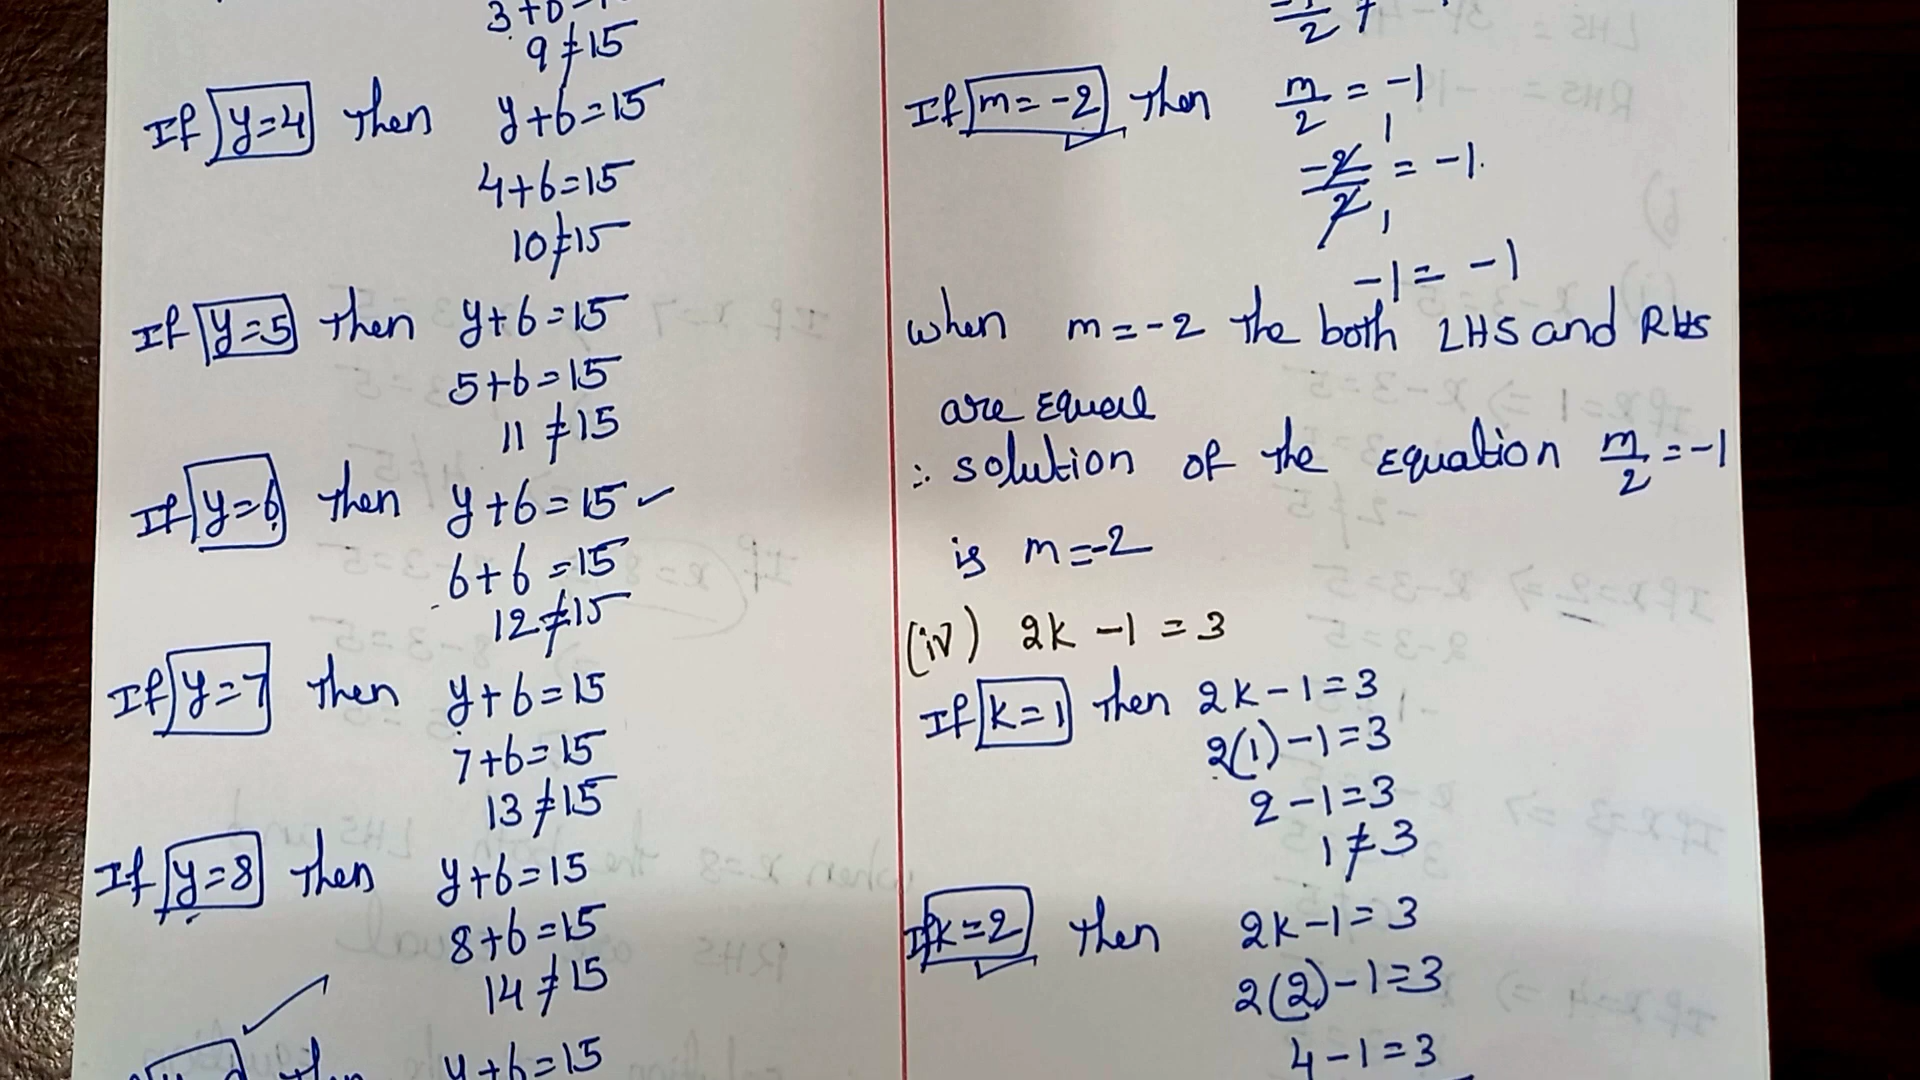 9 ≠ 15
If y=4 then y+6=15
4+6=15
10≠15
If y=5 then y+6=15
5+6=15
11 ≠ 15
If y=6 then y+6=15 ✓
6+6=15
12≠15
If y=7 then y+6=15
7+6=15
13 ≠ 15
If y=8 then y+6=15
8+6=15
14 ≠ 15
then y+6=15
If m=-2 then m/2 = -1
-2/2 = -1.
-1 = -1
when m=-2 the both LHS and RHS
are Equal
∴ solution of the Equation m/2 = -1
is m=-2
(iv) 2k-1=3
If k=1 then 2k-1=3
2(1)-1=3
2-1=3
1≠3
If k=2 then 2k-1=3
2(2)-1=3
4-1=3